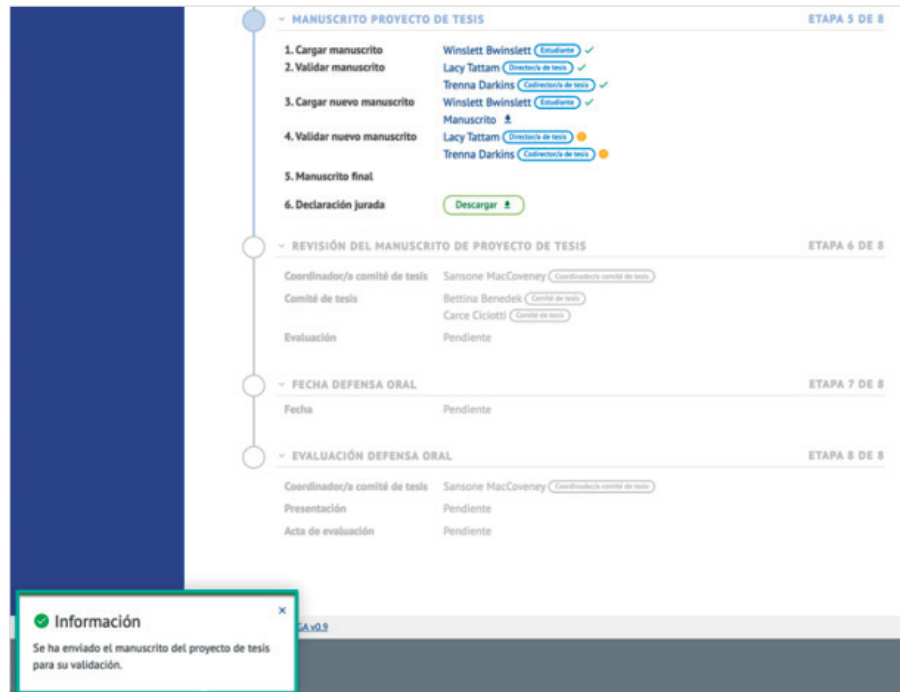 MANUSCRITO PROYECTO DE TESIS ETAPA 5 DE 8
1. Cargar manuscrito Winslett Bwinslett Estudiante
2. Validar manuscrito Lacy Tattam Director/a de tesis
Trenna Darkins Codirector/a de tesis
3. Cargar nuevo manuscrito Winslett Bwinslett Estudiante
Manuscrito
4. Validar nuevo manuscrito Lacy Tattam Director/a de tesis
Trenna Darkins Codirector/a de tesis
5. Manuscrito final
6. Declaración jurada Descargar
REVISIÓN DEL MANUSCRITO DE PROYECTO DE TESIS ETAPA 6 DE 8
Coordinador/a comité de tesis Sansone MacCoveney Coordinador/a comité de tesis
Comité de tesis Bettina Benedek Comité de tesis
Carce Ciciotti Comité de tesis
Evaluación Pendiente
FECHA DEFENSA ORAL ETAPA 7 DE 8
Fecha Pendiente
EVALUACIÓN DEFENSA ORAL ETAPA 8 DE 8
Coordinador/a comité de tesis Sansone MacCoveney Coordinador/a comité de tesis
Presentación Pendiente
Acta de evaluación Pendiente
Información
Se ha enviado el manuscrito del proyecto de tesis
para su validación.
GA v0.9